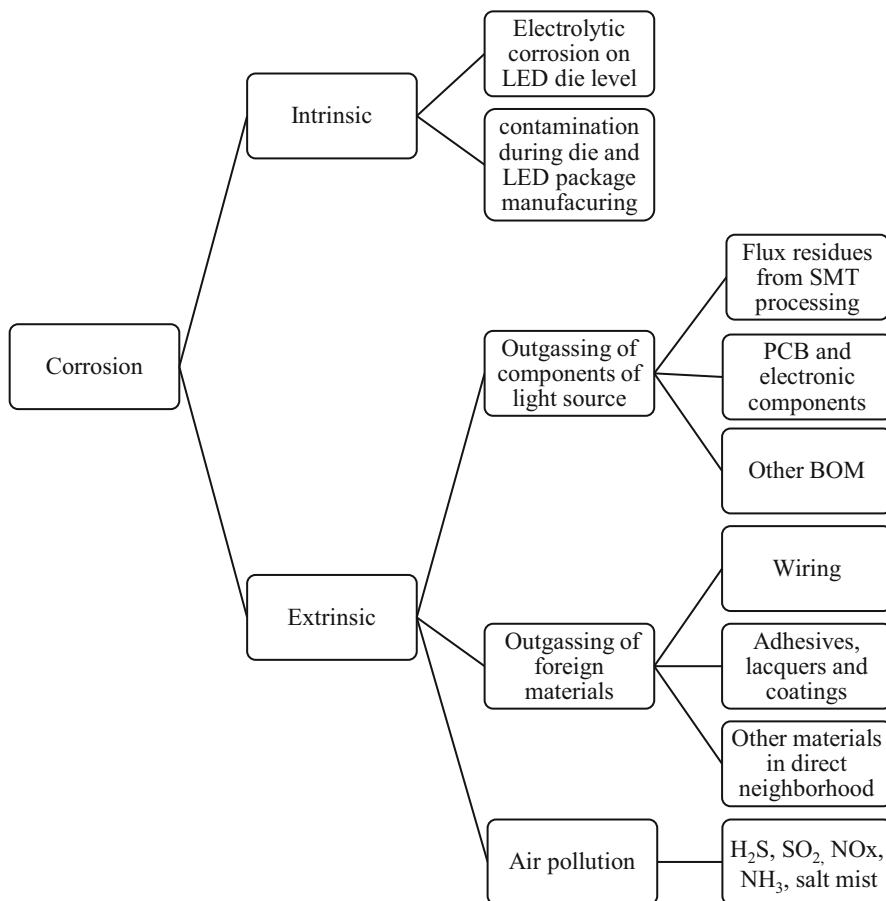 Corrosion
Intrinsic
Electrolytic
corrosion on
LED die level
contamination
during die and
LED package
manufacuring
Extrinsic
Outgassing of
components of
light source
Flux residues
from SMT
processing
PCB and
electronic
components
Other BOM
Outgassing of
foreign
materials
Wiring
Adhesives,
lacquers and
coatings
Other materials
in direct
neighborhood
Air pollution
H₂S, SO₂, NOx,
NH₃, salt mist